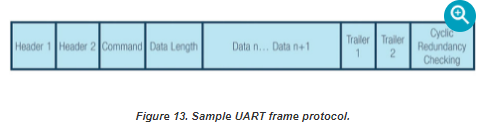 Header 1 Header 2 Command Data Length Data n… Data n+1 Trailer 1 Trailer 2 Cyclic Redundancy Checking
Figure 13. Sample UART frame protocol.